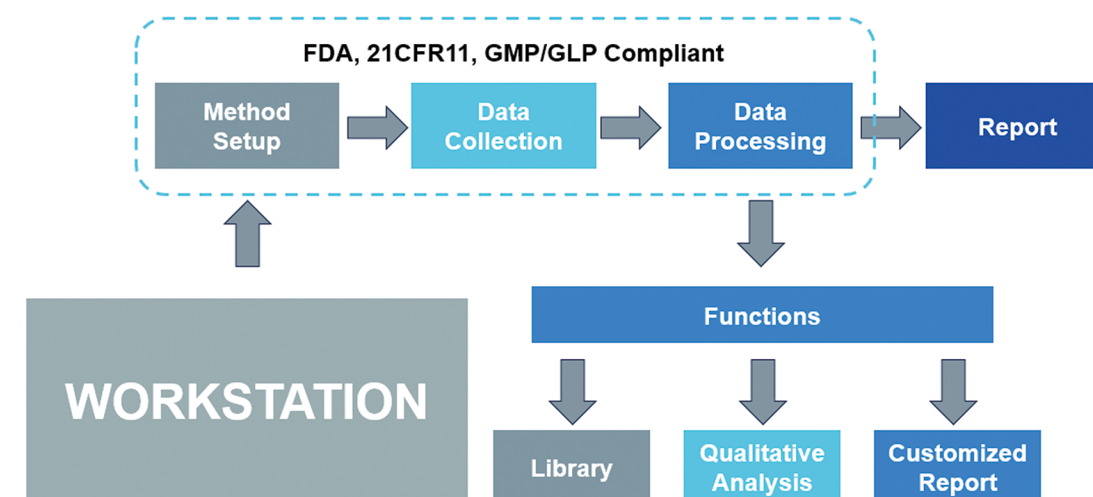 FDA, 21CFR11, GMP/GLP Compliant
Method
Setup
Data
Collection
Data
Processing
Report
WORKSTATION
Functions
Library
Qualitative
Analysis
Customized
Report